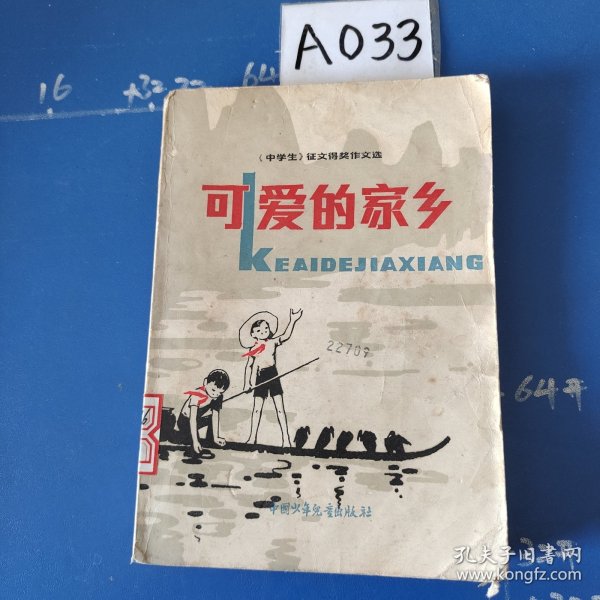 A033
16
《中学生》征文得奖作文选
可爱的家乡
KEAIDEJIAXIANG
22709
中国少年儿童出版社
孔夫子旧书网
www.kongfz.com